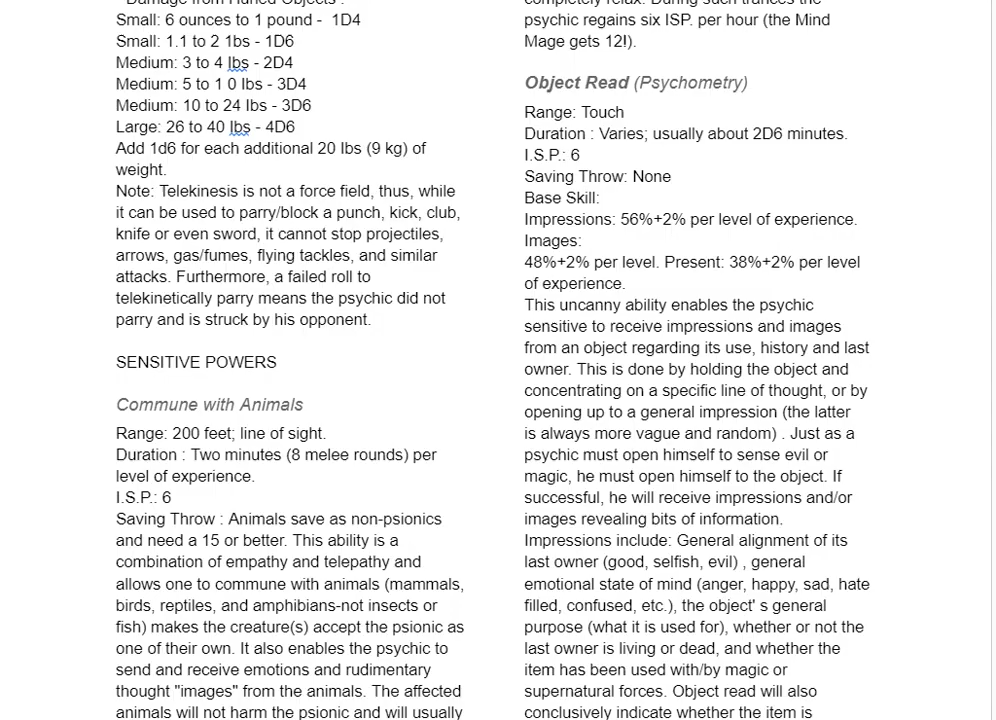 Damage from Hurled Objects :
Small: 6 ounces to 1 pound - 1D4
Small: 1.1 to 2 1bs - 1D6
Medium: 3 to 4 lbs - 2D4
Medium: 5 to 1 0 lbs - 3D4
Medium: 10 to 24 lbs - 3D6
Large: 26 to 40 lbs - 4D6
Add 1d6 for each additional 20 lbs (9 kg) of
weight.
Note: Telekinesis is not a force field, thus, while
it can be used to parry/block a punch, kick, club,
knife or even sword, it cannot stop projectiles,
arrows, gas/fumes, flying tackles, and similar
attacks. Furthermore, a failed roll to
telekinetically parry means the psychic did not
parry and is struck by his opponent.
SENSITIVE POWERS
Commune with Animals
Range: 200 feet; line of sight.
Duration : Two minutes (8 melee rounds) per
level of experience.
I.S.P.: 6
Saving Throw : Animals save as non-psionics
and need a 15 or better. This ability is a
combination of empathy and telepathy and
allows one to commune with animals (mammals,
birds, reptiles, and amphibians-not insects or
fish) makes the creature(s) accept the psionic as
one of their own. It also enables the psychic to
send and receive emotions and rudimentary
thought "images" from the animals. The affected
animals will not harm the psionic and will usually
completely relax. During such trances the
psychic regains six ISP. per hour (the Mind
Mage gets 12!).
Object Read (Psychometry)
Range: Touch
Duration : Varies; usually about 2D6 minutes.
I.S.P.: 6
Saving Throw: None
Base Skill:
Impressions: 56%+2% per level of experience.
Images:
48%+2% per level. Present: 38%+2% per level
of experience.
This uncanny ability enables the psychic
sensitive to receive impressions and images
from an object regarding its use, history and last
owner. This is done by holding the object and
concentrating on a specific line of thought, or by
opening up to a general impression (the latter
is always more vague and random) . Just as a
psychic must open himself to sense evil or
magic, he must open himself to the object. If
successful, he will receive impressions and/or
images revealing bits of information.
Impressions include: General alignment of its
last owner (good, selfish, evil) , general
emotional state of mind (anger, happy, sad, hate
filled, confused, etc.), the object' s general
purpose (what it is used for), whether or not the
last owner is living or dead, and whether the
item has been used with/by magic or
supernatural forces. Object read will also
conclusively indicate whether the item is